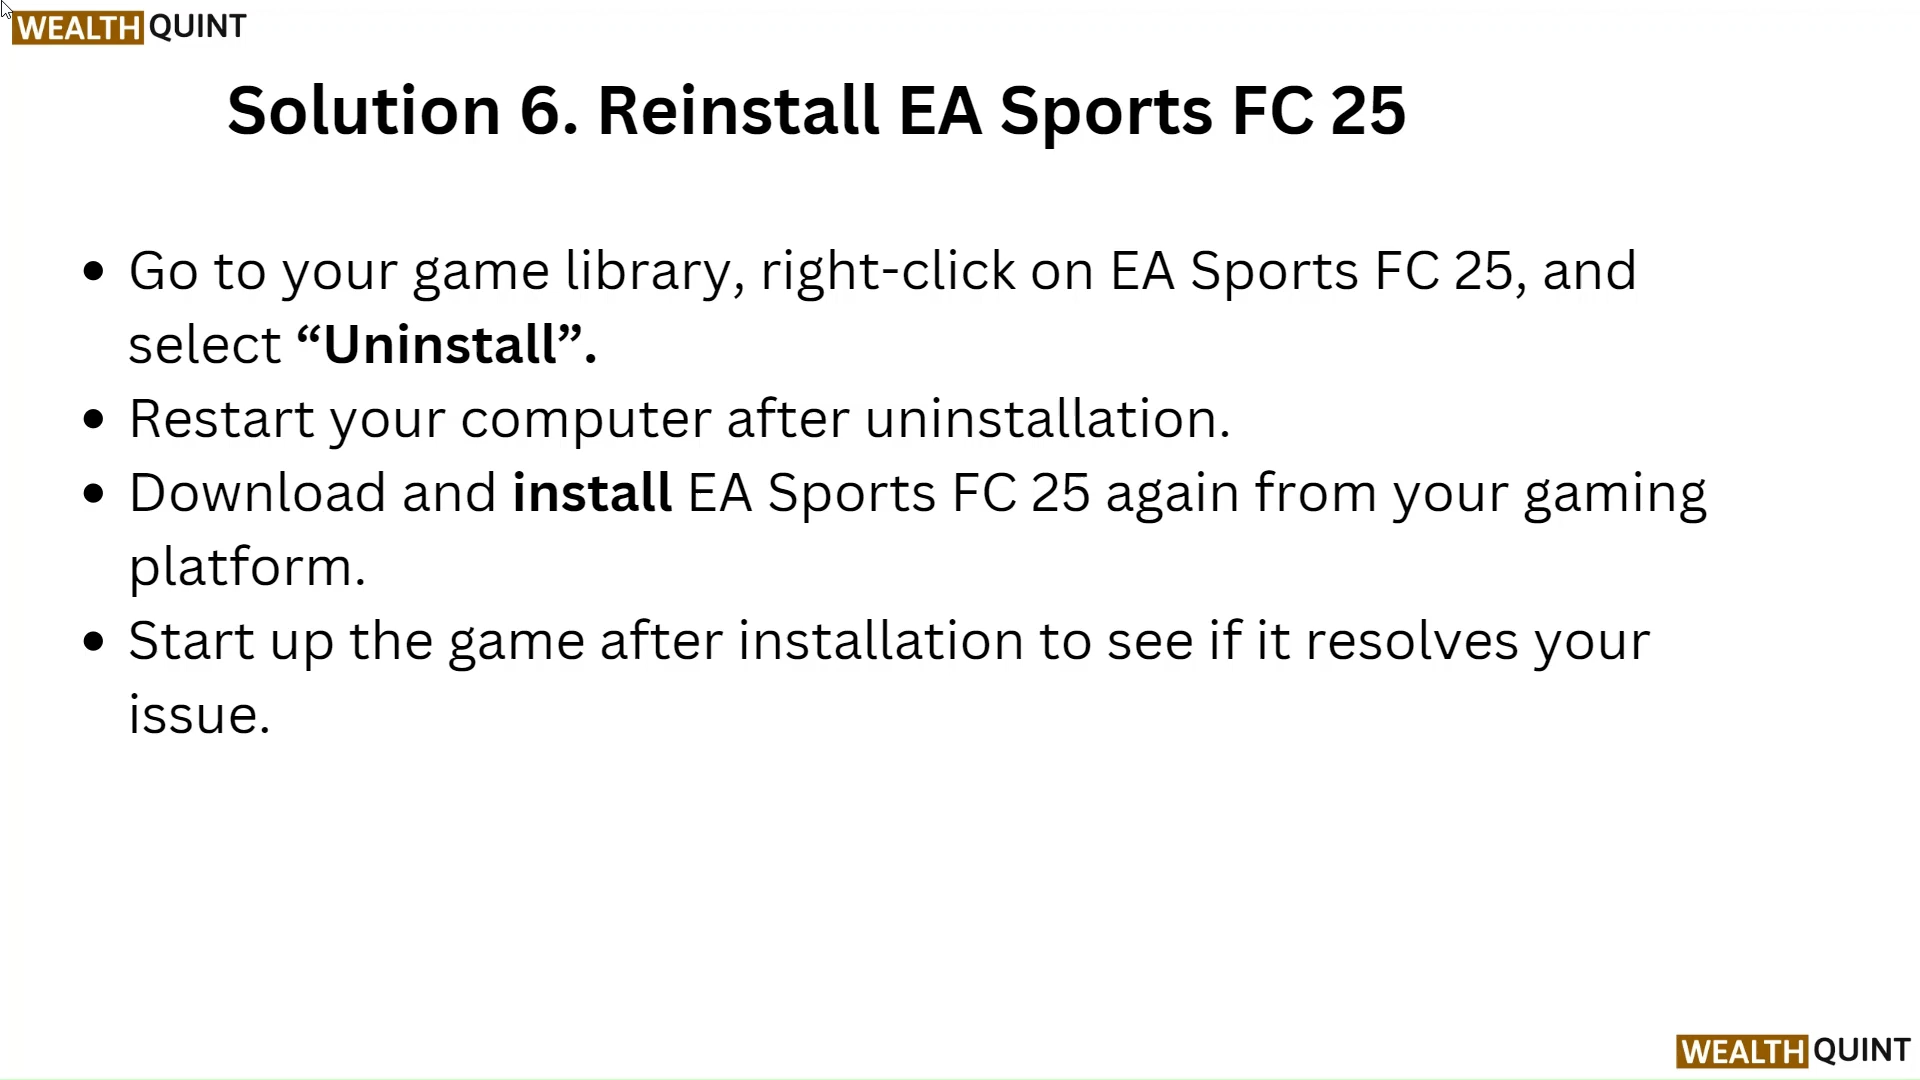 WEALTH QUINT
Solution 6. Reinstall EA Sports FC 25
• Go to your game library, right-click on EA Sports FC 25, and
select “Uninstall”.
• Restart your computer after uninstallation.
• Download and install EA Sports FC 25 again from your gaming
platform.
• Start up the game after installation to see if it resolves your
issue.
WEALTH QUINT